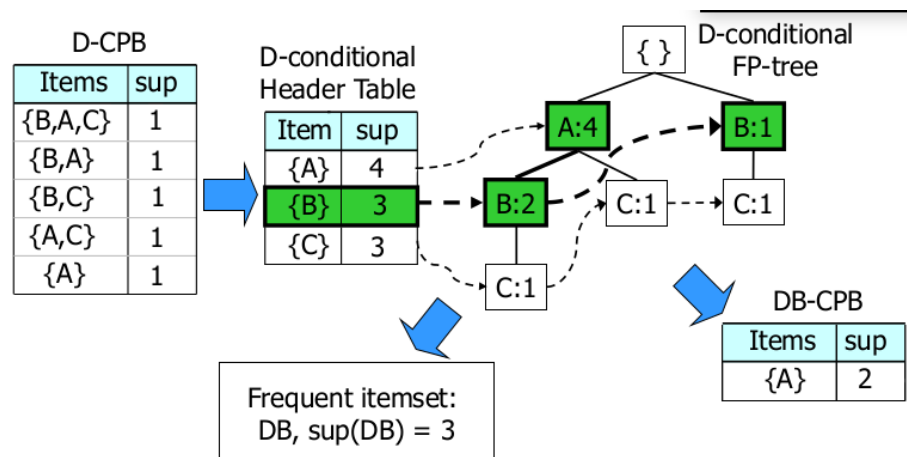 D-CPB
Items sup
{B,A,C} 1
{B,A} 1
{B,C} 1
{A,C} 1
{A} 1
D-conditional
Header Table
Item sup
{A} 4
{B} 3
{C} 3
D-conditional
FP-tree
{ }
A:4
B:1
B:2
C:1
C:1
C:1
Frequent itemset:
DB, sup(DB) = 3
DB-CPB
Items sup
{A} 2